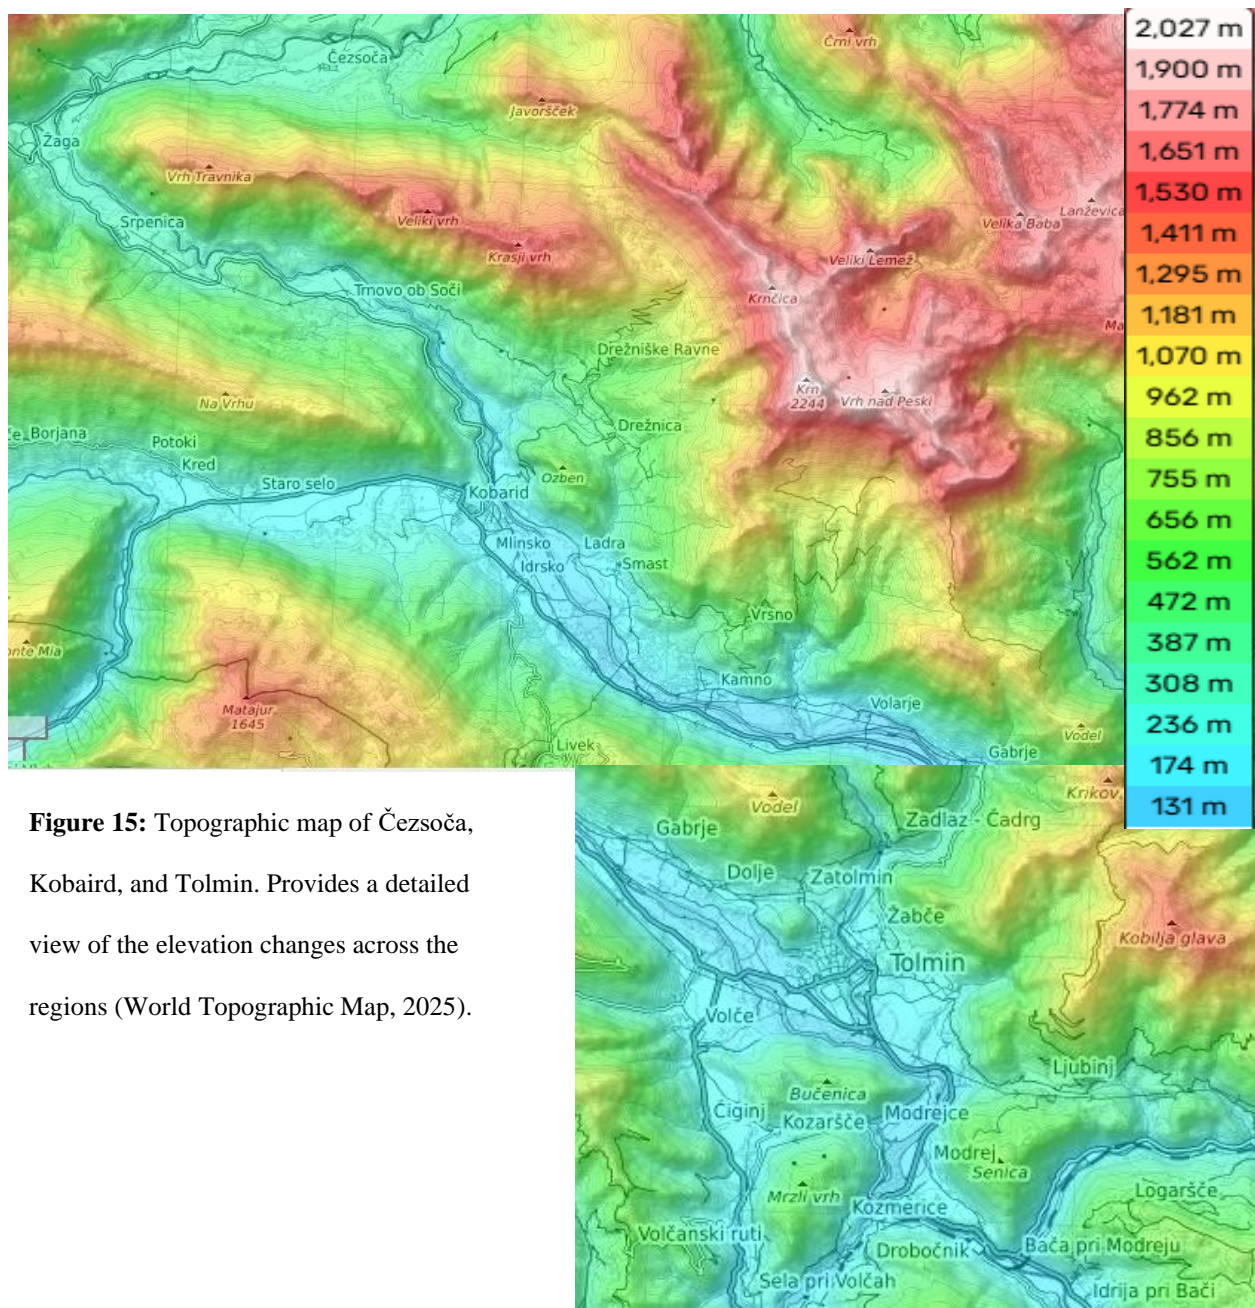 Čezsoča
Črni vrh
Javoršček
Žaga
Vrh Travnika
Veliki vrh
Krasji vrh
Srpenica
Trnovo ob Soči
Velika Baba
Lanževica
Veliki Lemež
Krnčica
Drežniške Ravne
Krn
2244
Vrh nad Peski
Na Vrhu
Drežnica
Borjana
Potoki
Kred
Staro selo
Ozben
Kobarid
Mlinsko
Idrsko
Ladra
Smast
Vrsno
Kamno
Volarje
Matajur
1645
Livek
Gabrje
Vodel
2,027 m
1,900 m
1,774 m
1,651 m
1,530 m
1,411 m
1,295 m
1,181 m
1,070 m
962 m
856 m
755 m
656 m
562 m
472 m
387 m
308 m
236 m
174 m
131 m
Figure 15: Topographic map of Čezsoča,
Kobaird, and Tolmin. Provides a detailed
view of the elevation changes across the
regions (World Topographic Map, 2025).
Vodel
Krikov
Gabrje
Zadlaz - Čadrg
Dolje
Zatolmin
Žabče
Kobilja glava
Tolmin
Volče
Ljubinj
Bučenica
Čiginj
Kozaršče
Modrejce
Modrej
Senica
Mrzli vrh
Logaršče
Kozmerice
Volčanski ruti
Drobočnik
Bača pri Modreju
Sela pri Volčah
Idrija pri Bači